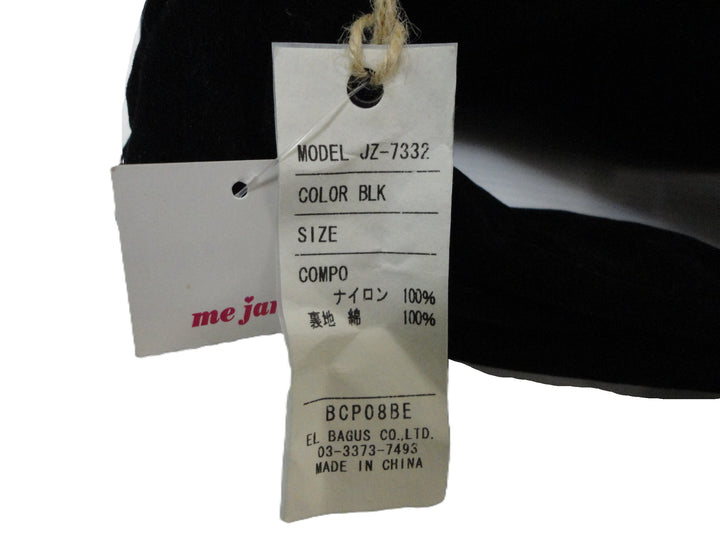 MODEL JZ-7332
COLOR BLK
SIZE
COMPO
ナイロン 100%
裏地 綿 100%
BCP08BE
EL BAGUS CO.,LTD.
03-3373-7493
MADE IN CHINA
me jan